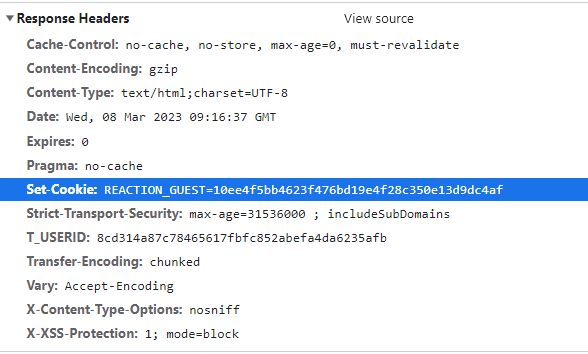 Response Headers View source
Cache-Control: no-cache, no-store, max-age=0, must-revalidate
Content-Encoding: gzip
Content-Type: text/html;charset=UTF-8
Date: Wed, 08 Mar 2023 09:16:37 GMT
Expires: 0
Pragma: no-cache
Set-Cookie: REACTION_GUEST=10ee4f5bb4623f476bd19e4f28c350e13d9dc4af
Strict-Transport-Security: max-age=31536000 ; includeSubDomains
T_USERID: 8cd314a87c78465617fbfc852abefa4da6235afb
Transfer-Encoding: chunked
Vary: Accept-Encoding
X-Content-Type-Options: nosniff
X-XSS-Protection: 1; mode=block